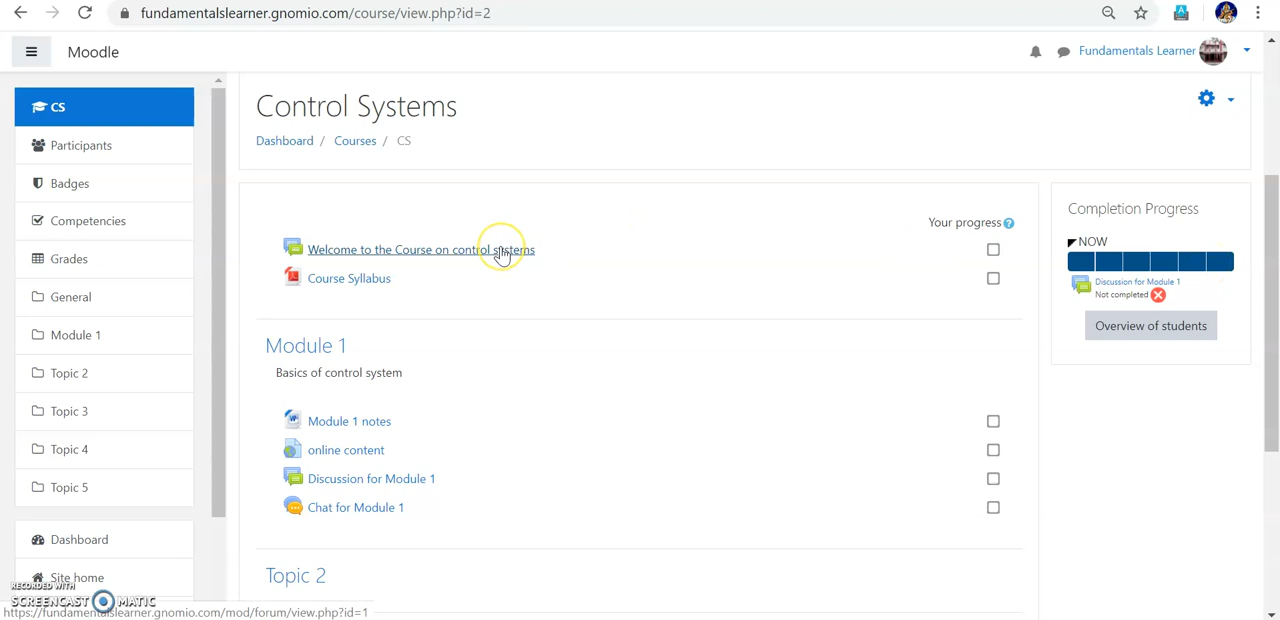 fundamentalslearner.gnomio.com/course/view.php?id=2
Moodle
Fundamentals Learner
CS
Participants
Badges
Competencies
Grades
General
Module 1
Topic 2
Topic 3
Topic 4
Topic 5
Dashboard
Site home
Control Systems
Dashboard / Courses / CS
Your progress
Welcome to the Course on control systems
Course Syllabus
Module 1
Basics of control system
Module 1 notes
online content
Discussion for Module 1
Chat for Module 1
Topic 2
Completion Progress
NOW
Discussion for Module 1
Not completed
Overview of students
RECORDED WITH
SCREENCAST MATIC
https://fundamentalslearner.gnomio.com/mod/forum/view.php?id=1